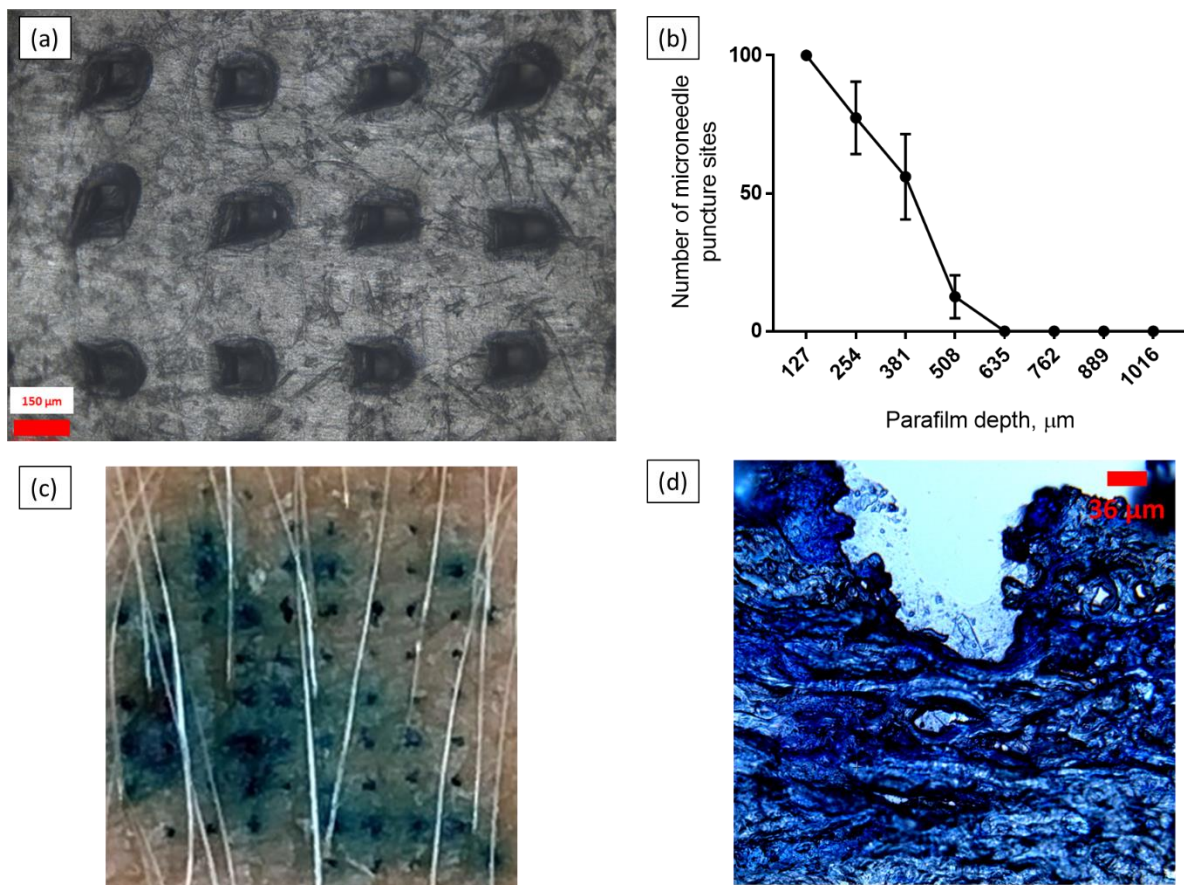 (a)
150 µm
(b)
Number of microneedle
puncture sites
100
50
0
127
254
381
508
635
762
889
1016
Parafilm depth, µm
(c)
(d)
36 µm